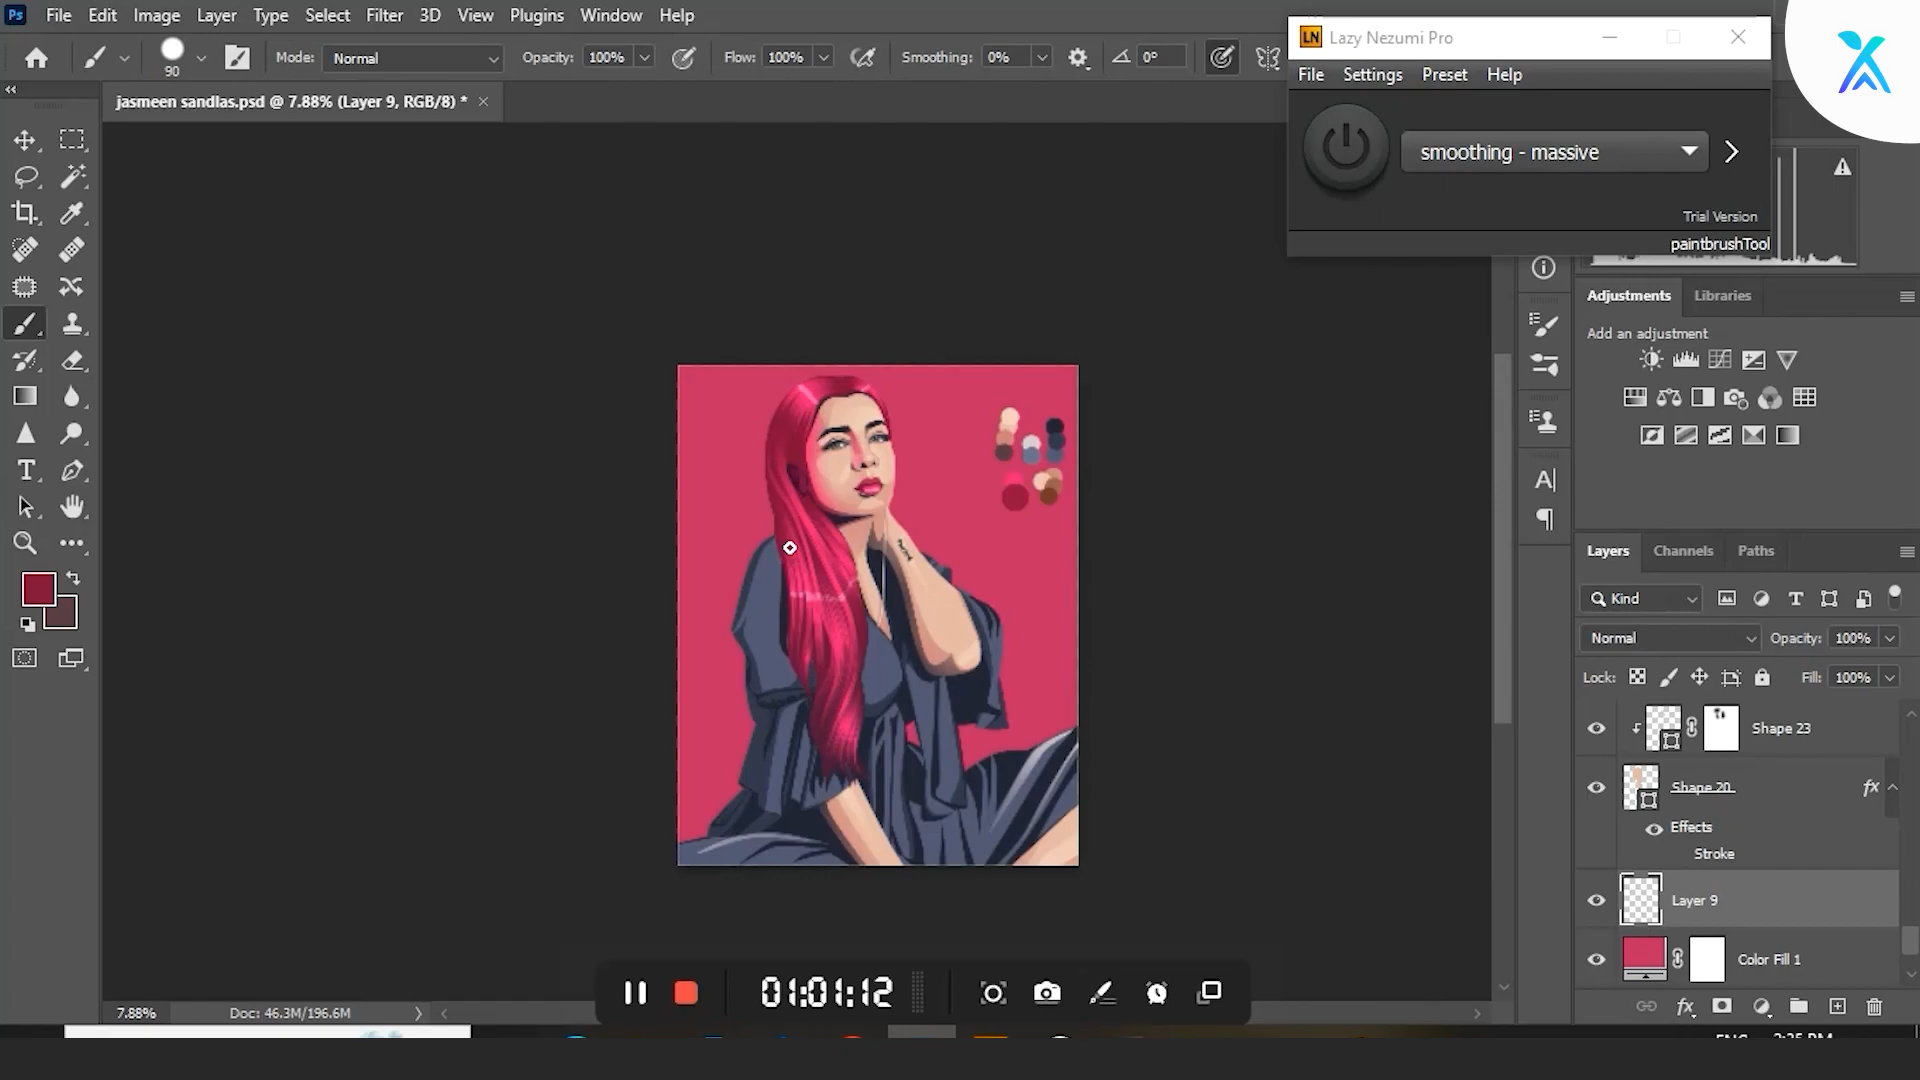 Ps File Edit Image Layer Type Select Filter 3D View Plugins Window Help
90 Mode: Normal Opacity: 100% Flow: 100% Smoothing: 0% 0°
jasmeen sandlas.psd @ 7.88% (Layer 9, RGB/8) *
LN Lazy Nezumi Pro
File Settings Preset Help
smoothing - massive
Trial Version
paintbrushTool
Adjustments Libraries
Add an adjustment
Layers Channels Paths
Kind
Normal Opacity: 100%
Lock: Fill: 100%
Shape 23
Shape 20 fx
Effects
Stroke
Layer 9
Color Fill 1
fx
01:01:12
7.88% Doc: 46.3M/196.6M